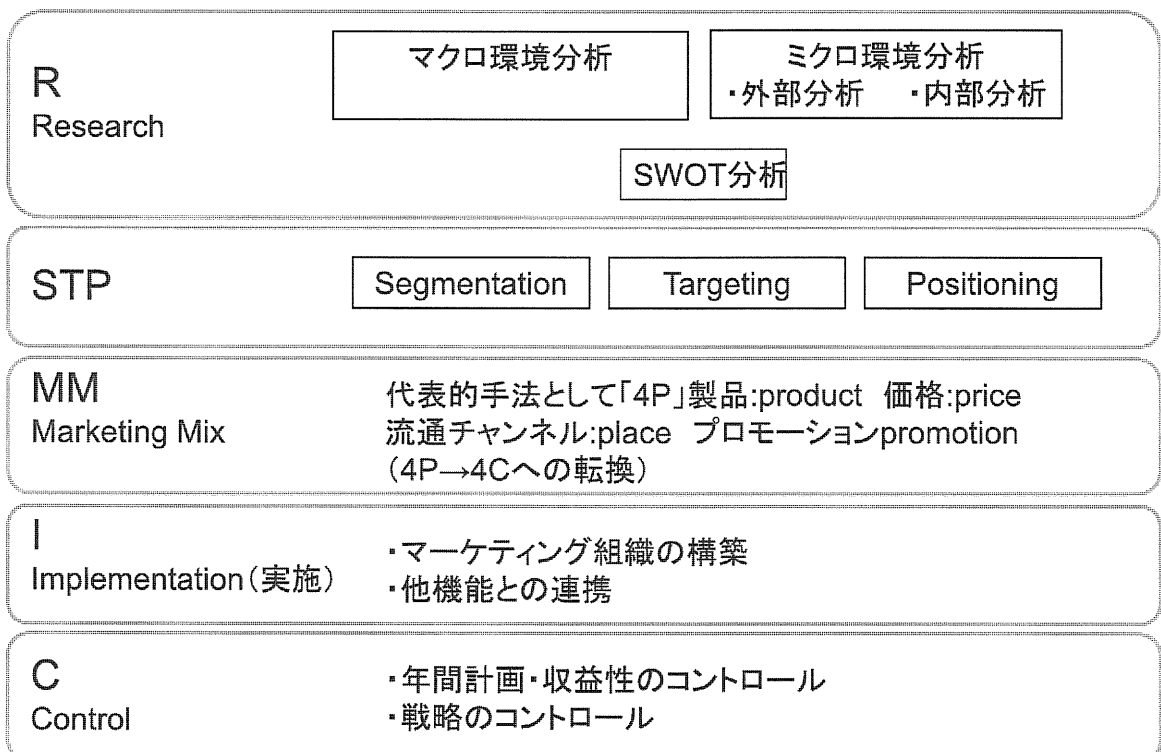 R
Research
マクロ環境分析
ミクロ環境分析
・外部分析　・内部分析
SWOT分析
STP
Segmentation
Targeting
Positioning
MM
Marketing Mix
代表的手法として「4P」製品:product 価格:price
流通チャンネル:place プロモーションpromotion
（4P→4Cへの転換）
I
Implementation（実施）
・マーケティング組織の構築
・他機能との連携
C
Control
・年間計画・収益性のコントロール
・戦略のコントロール